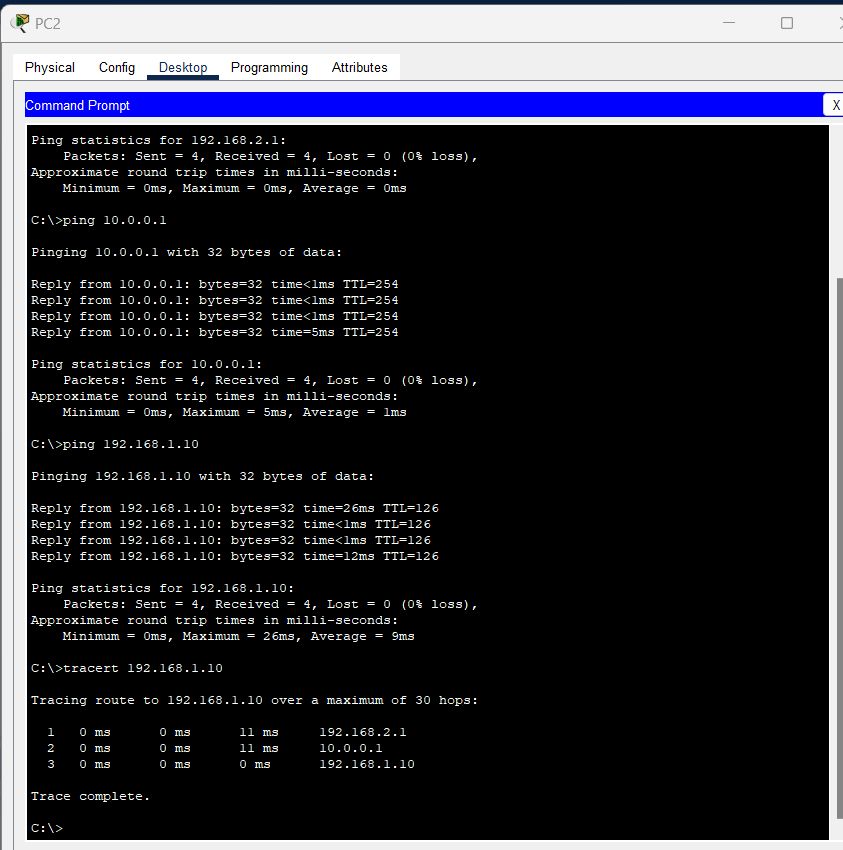 PC2
Physical Config Desktop Programming Attributes
Command Prompt
X
Ping statistics for 192.168.2.1:
Packets: Sent = 4, Received = 4, Lost = 0 (0% loss),
Approximate round trip times in milli-seconds:
Minimum = 0ms, Maximum = 0ms, Average = 0ms
C:\>ping 10.0.0.1
Pinging 10.0.0.1 with 32 bytes of data:
Reply from 10.0.0.1: bytes=32 time<1ms TTL=254
Reply from 10.0.0.1: bytes=32 time<1ms TTL=254
Reply from 10.0.0.1: bytes=32 time<1ms TTL=254
Reply from 10.0.0.1: bytes=32 time=5ms TTL=254
Ping statistics for 10.0.0.1:
Packets: Sent = 4, Received = 4, Lost = 0 (0% loss),
Approximate round trip times in milli-seconds:
Minimum = 0ms, Maximum = 5ms, Average = 1ms
C:\>ping 192.168.1.10
Pinging 192.168.1.10 with 32 bytes of data:
Reply from 192.168.1.10: bytes=32 time=26ms TTL=126
Reply from 192.168.1.10: bytes=32 time<1ms TTL=126
Reply from 192.168.1.10: bytes=32 time<1ms TTL=126
Reply from 192.168.1.10: bytes=32 time=12ms TTL=126
Ping statistics for 192.168.1.10:
Packets: Sent = 4, Received = 4, Lost = 0 (0% loss),
Approximate round trip times in milli-seconds:
Minimum = 0ms, Maximum = 26ms, Average = 9ms
C:\>tracert 192.168.1.10
Tracing route to 192.168.1.10 over a maximum of 30 hops:
1 0 ms 0 ms 11 ms 192.168.2.1
2 0 ms 0 ms 11 ms 10.0.0.1
3 0 ms 0 ms 0 ms 192.168.1.10
Trace complete.
C:\>